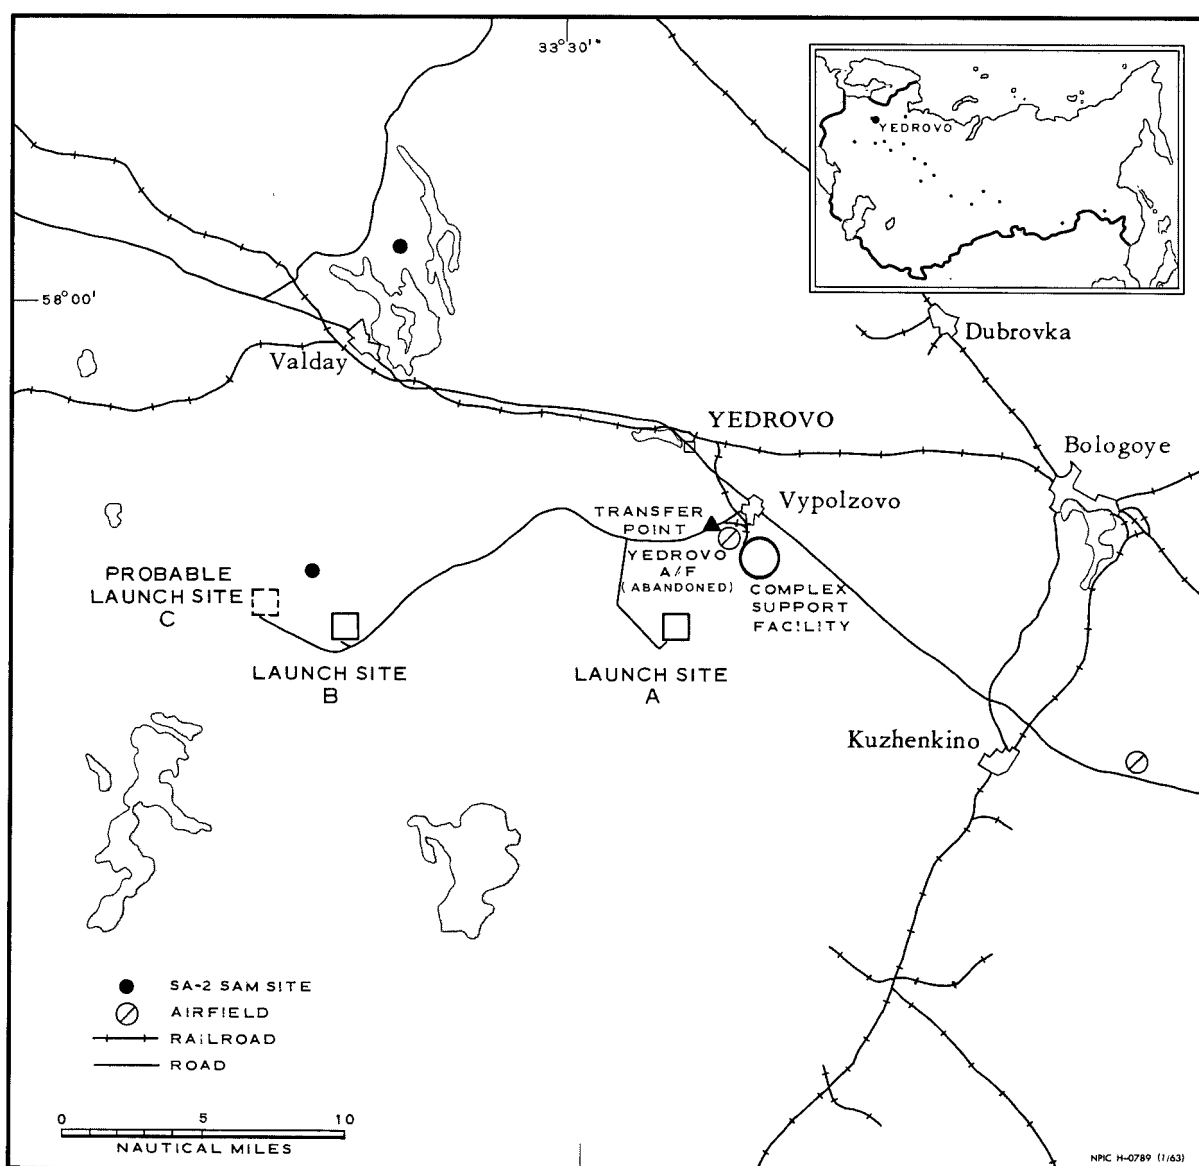 33°30'
YEDROVO
58°00'
Dubrovka
Valday
YEDROVO
Bologoye
Vypolzovo
TRANSFER
POINT
YEDROVO
A/F
(ABANDONED)
COMPLEX
SUPPORT
FACILITY
PROBABLE
LAUNCH SITE
C
LAUNCH SITE
B
LAUNCH SITE
A
Kuzhenkino
SA-2 SAM SITE
AIRFIELD
RAILROAD
ROAD
0 5 10
NAUTICAL MILES
NPIC H-0789 (1/63)